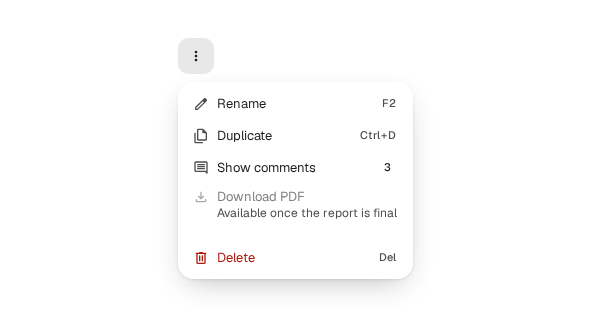 Rename F2
Duplicate Ctrl+D
Show comments 3
Download PDF
Available once the report is final
Delete Del